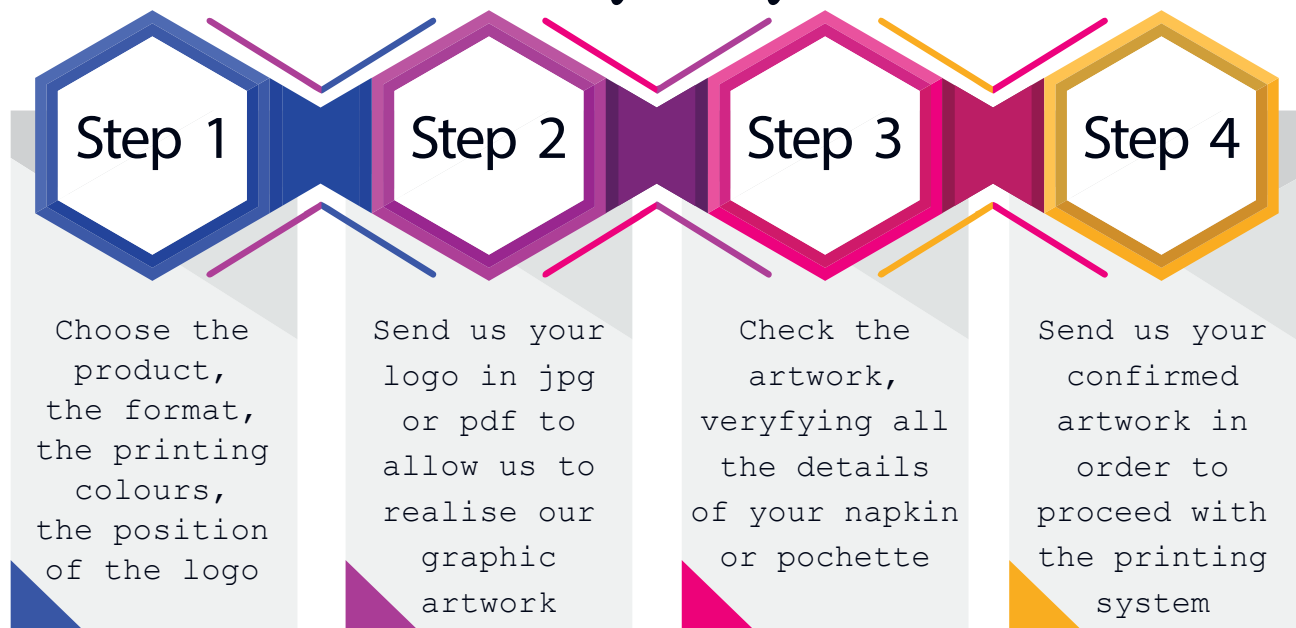 Step 1
Choose the
product,
the format,
the printing
colours,
the position
of the logo
Step 2
Send us your
logo in jpg
or pdf to
allow us to
realise our
graphic
artwork
Step 3
Check the
artwork,
veryfying all
the details
of your napkin
or pochette
Step 4
Send us your
confirmed
artwork in
order to
proceed with
the printing
system